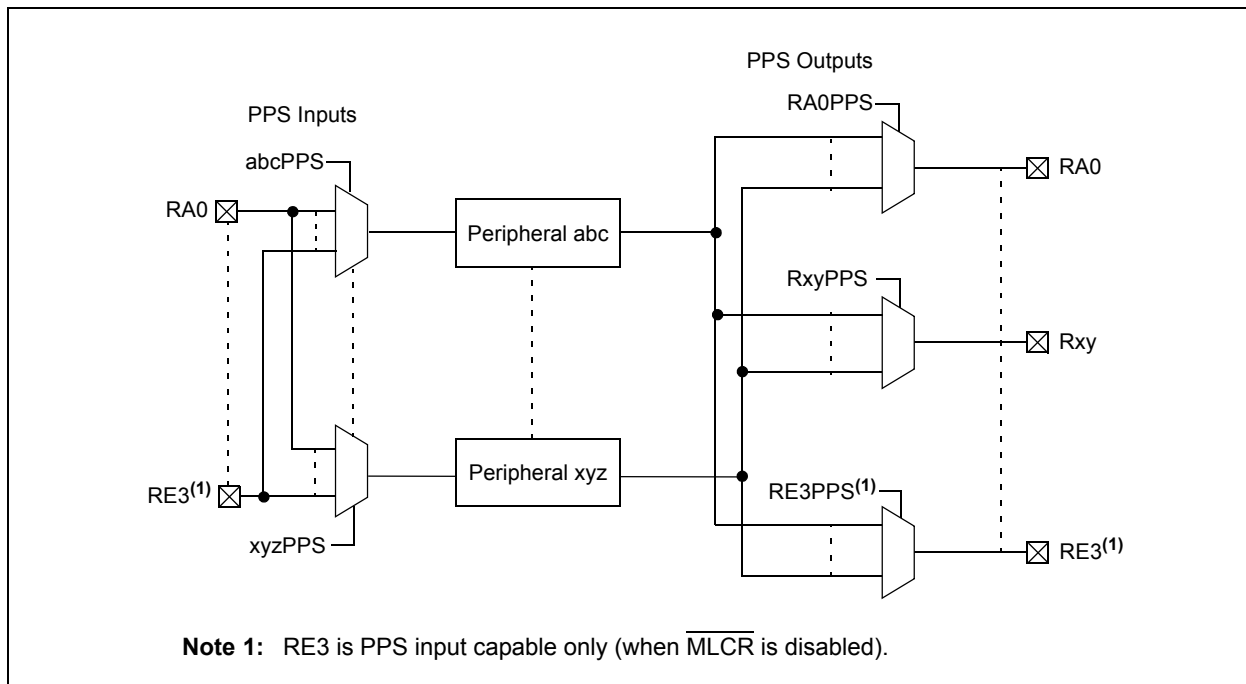 PPS Outputs
RA0PPS
PPS Inputs
abcPPS
RA0
RA0
Peripheral abc
RxyPPS
Rxy
Peripheral xyz
RE3(1)
RE3PPS(1)
xyzPPS
RE3(1)
Note 1: RE3 is PPS input capable only (when MLCR is disabled).